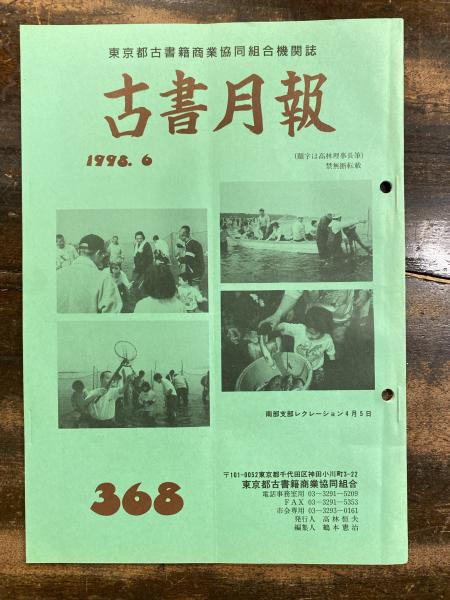 東京都古書籍商業協同組合機関誌
古書月報
1998. 6
(題字は高林理事長筆)
禁無断転載
南部支部レクレーション4月5日
368
〒101-0052東京都千代田区神田小川町3-22
東京都古書籍商業協同組合
電話事務室用 03-3291-5209
FAX 03-3291-5353
市会専用 03-3293-0161
発行人 高林恒夫
編集人 鶴本恵治